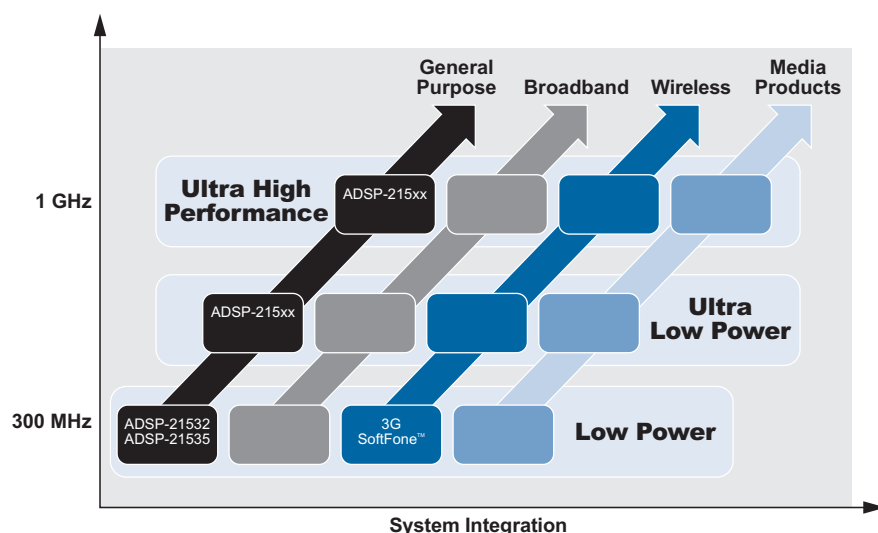 General
Purpose
Broadband
Wireless
Media
Products
1 GHz
Ultra High
Performance
ADSP-215xx
ADSP-215xx
Ultra
Low Power
300 MHz
ADSP-21532
ADSP-21535
3G
SoftFone™
Low Power
System Integration